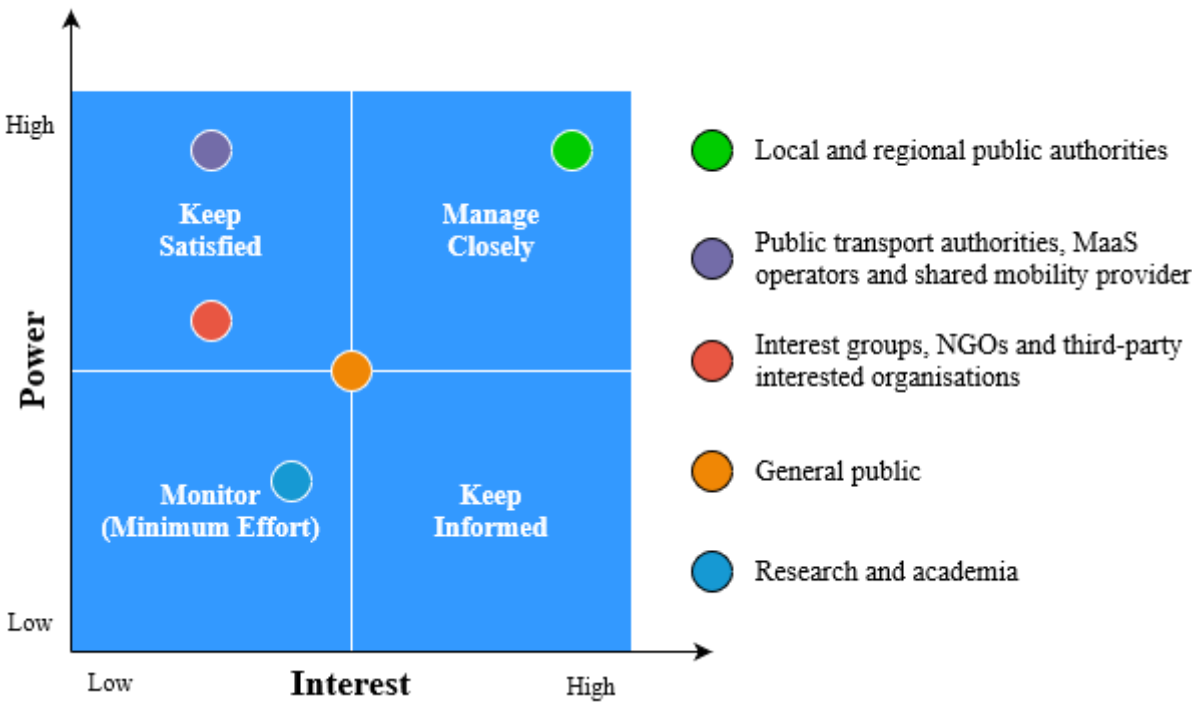 High
Local and regional public authorities
Keep
Satisfied
Manage
Closely
Public transport authorities, MaaS
operators and shared mobility provider
Power
Interest groups, NGOs and third-party
interested organisations
General public
Monitor
(Minimum Effort)
Keep
Informed
Research and academia
Low
Low
Interest
High